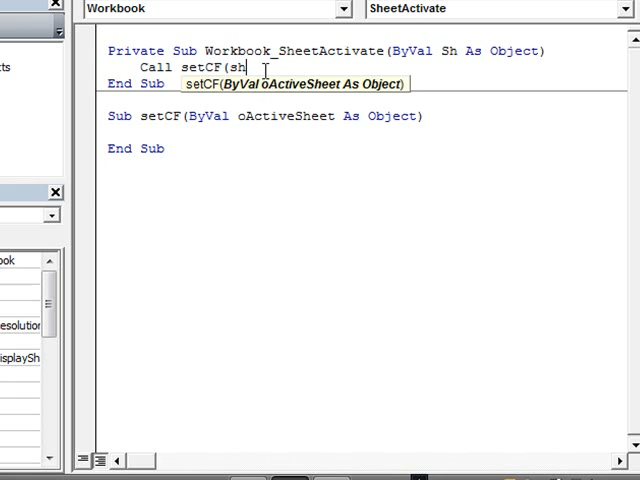 Workbook
SheetActivate
Private Sub Workbook_SheetActivate(ByVal Sh As Object)
Call setCF(sh
End Sub
setCF(ByVal oActiveSheet As Object)
Sub setCF(ByVal oActiveSheet As Object)
End Sub
cts
ook
esolution
isplaySh